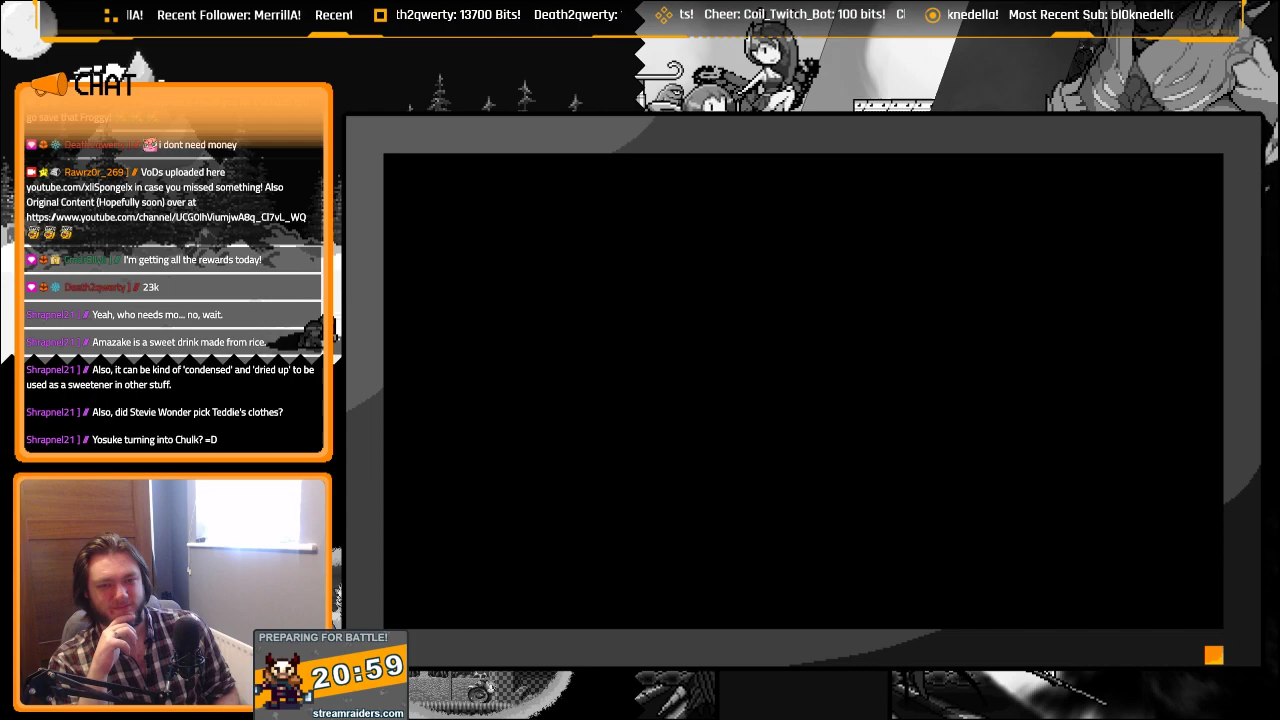 lA!    Recent Follower: MerrillA!    Recent
th2qwerty: 13700 Bits!    Death2qwerty:
ts!    Cheer: Coil_Twitch_Bot: 100 bits!    C
knedella!    Most Recent Sub: bl0knedell
CHAT
go save that Froggy!
i dont need money
Rawrz0r_269 ] // VoDs uploaded here
youtube.com/xliSpongeIx in case you missed something! Also
Original Content (Hopefully soon) over at
https://www.youtube.com/channel/UCG0IhViumjwA8q_CI7vL_WQ
// I'm getting all the rewards today!
Death2qwerty ] // 23k
Shrapnel21 ] // Yeah, who needs mo... no, wait.
Shrapnel21 ] // Amazake is a sweet drink made from rice.
Shrapnel21 ] // Also, it can be kind of 'condensed' and 'dried up' to be
used as a sweetener in other stuff.
Shrapnel21 ] // Also, did Stevie Wonder pick Teddie's clothes?
Shrapnel21 ] // Yosuke turning into Chulk? =D
PREPARING FOR BATTLE!
20:59
streamraiders.com